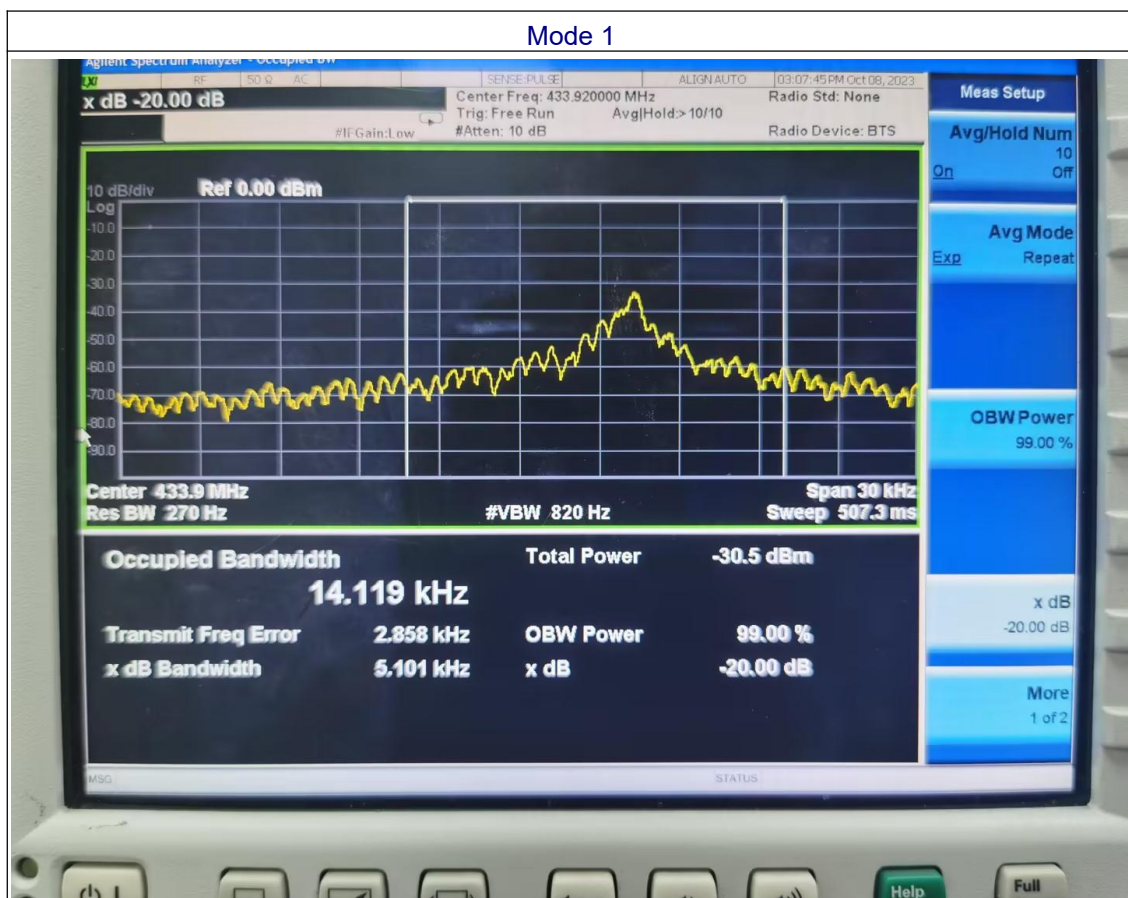 Mode 1
Agilent Spectrum Analyzer - Occupied BW
LXI RF 50 Ω AC SENSE:PULSE ALIGN AUTO 03:07:45 PM Oct 08, 2023
x dB -20.00 dB
Center Freq: 433.920000 MHz
Radio Std: None
Trig: Free Run Avg|Hold:> 10/10
#IFGain:Low
#Atten: 10 dB
Radio Device: BTS
10 dB/div Ref 0.00 dBm
Log
-10.0
-20.0
-30.0
-40.0
-50.0
-60.0
-70.0
-80.0
-90.0
Center 433.9 MHz Span 30 kHz
Res BW 270 Hz #VBW 820 Hz Sweep 507.3 ms
Occupied Bandwidth Total Power -30.5 dBm
14.119 kHz
Transmit Freq Error 2.858 kHz OBW Power 99.00 %
x dB Bandwidth 5.101 kHz x dB -20.00 dB
MSG STATUS
Meas Setup
Avg/Hold Num
10
On Off
Avg Mode
Exp Repeat
OBW Power
99.00 %
x dB
-20.00 dB
More
1 of 2
Help
Full